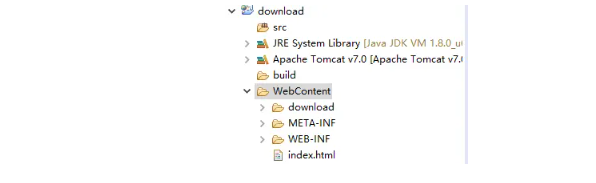 download
src
JRE System Library [Java JDK VM 1.8.0_u
Apache Tomcat v7.0 [Apache Tomcat v7.
build
WebContent
download
META-INF
WEB-INF
index.html